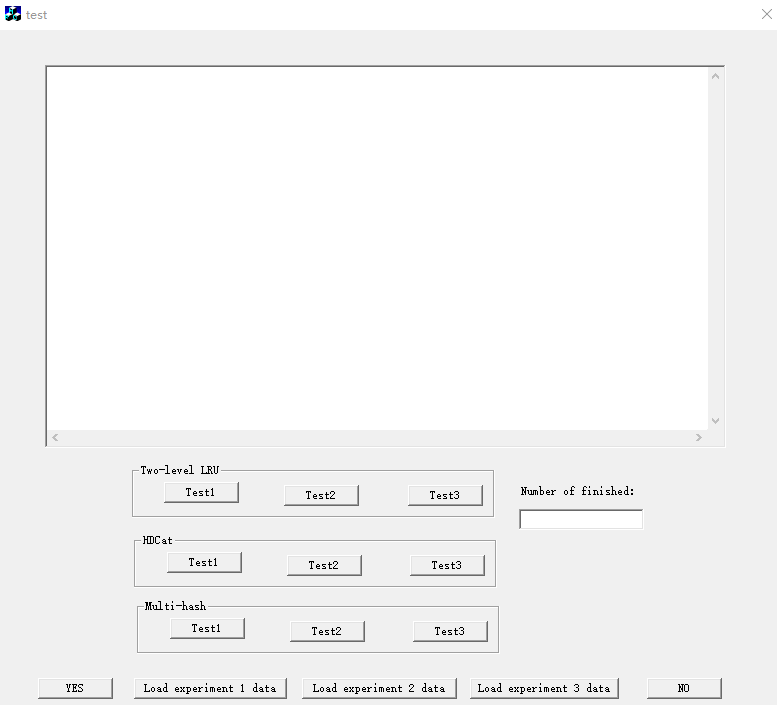 test
Two-level LRU
Test1 Test2 Test3
Number of finished:
HDCat
Test1 Test2 Test3
Multi-hash
Test1 Test2 Test3
YES Load experiment 1 data Load experiment 2 data Load experiment 3 data NO